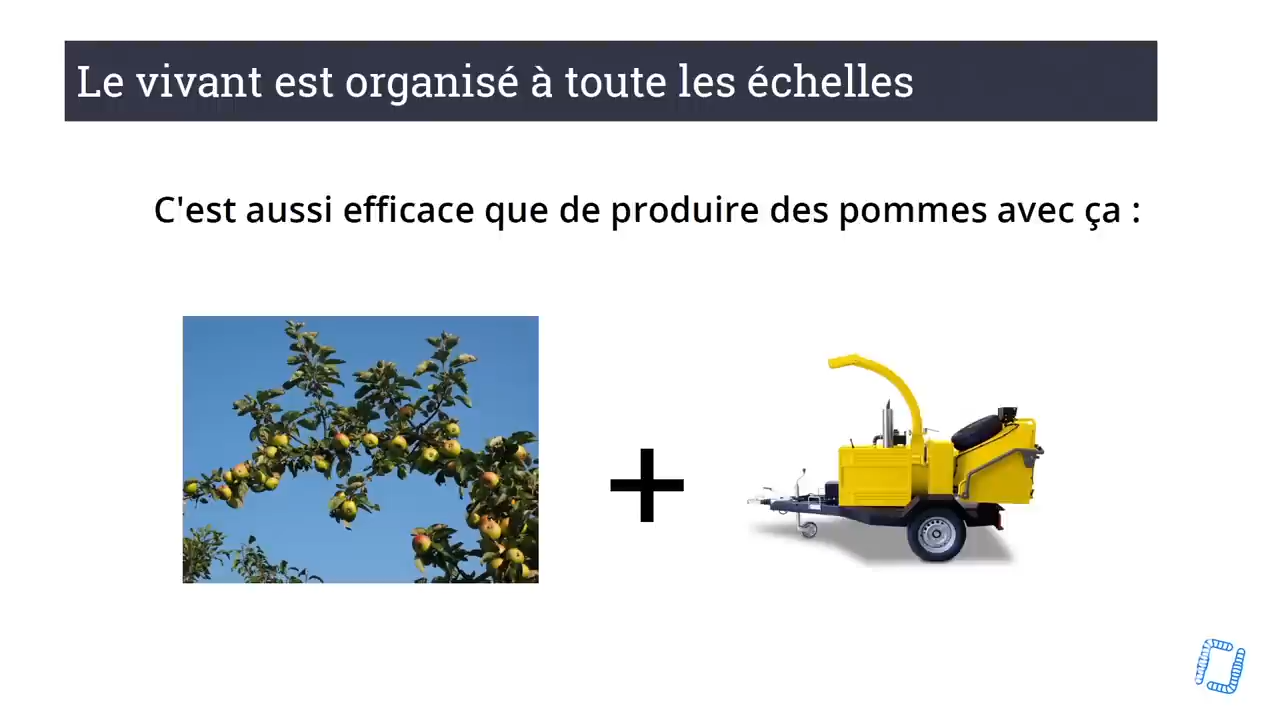 Le vivant est organisé à toute les échelles
C'est aussi efficace que de produire des pommes avec ça :
+